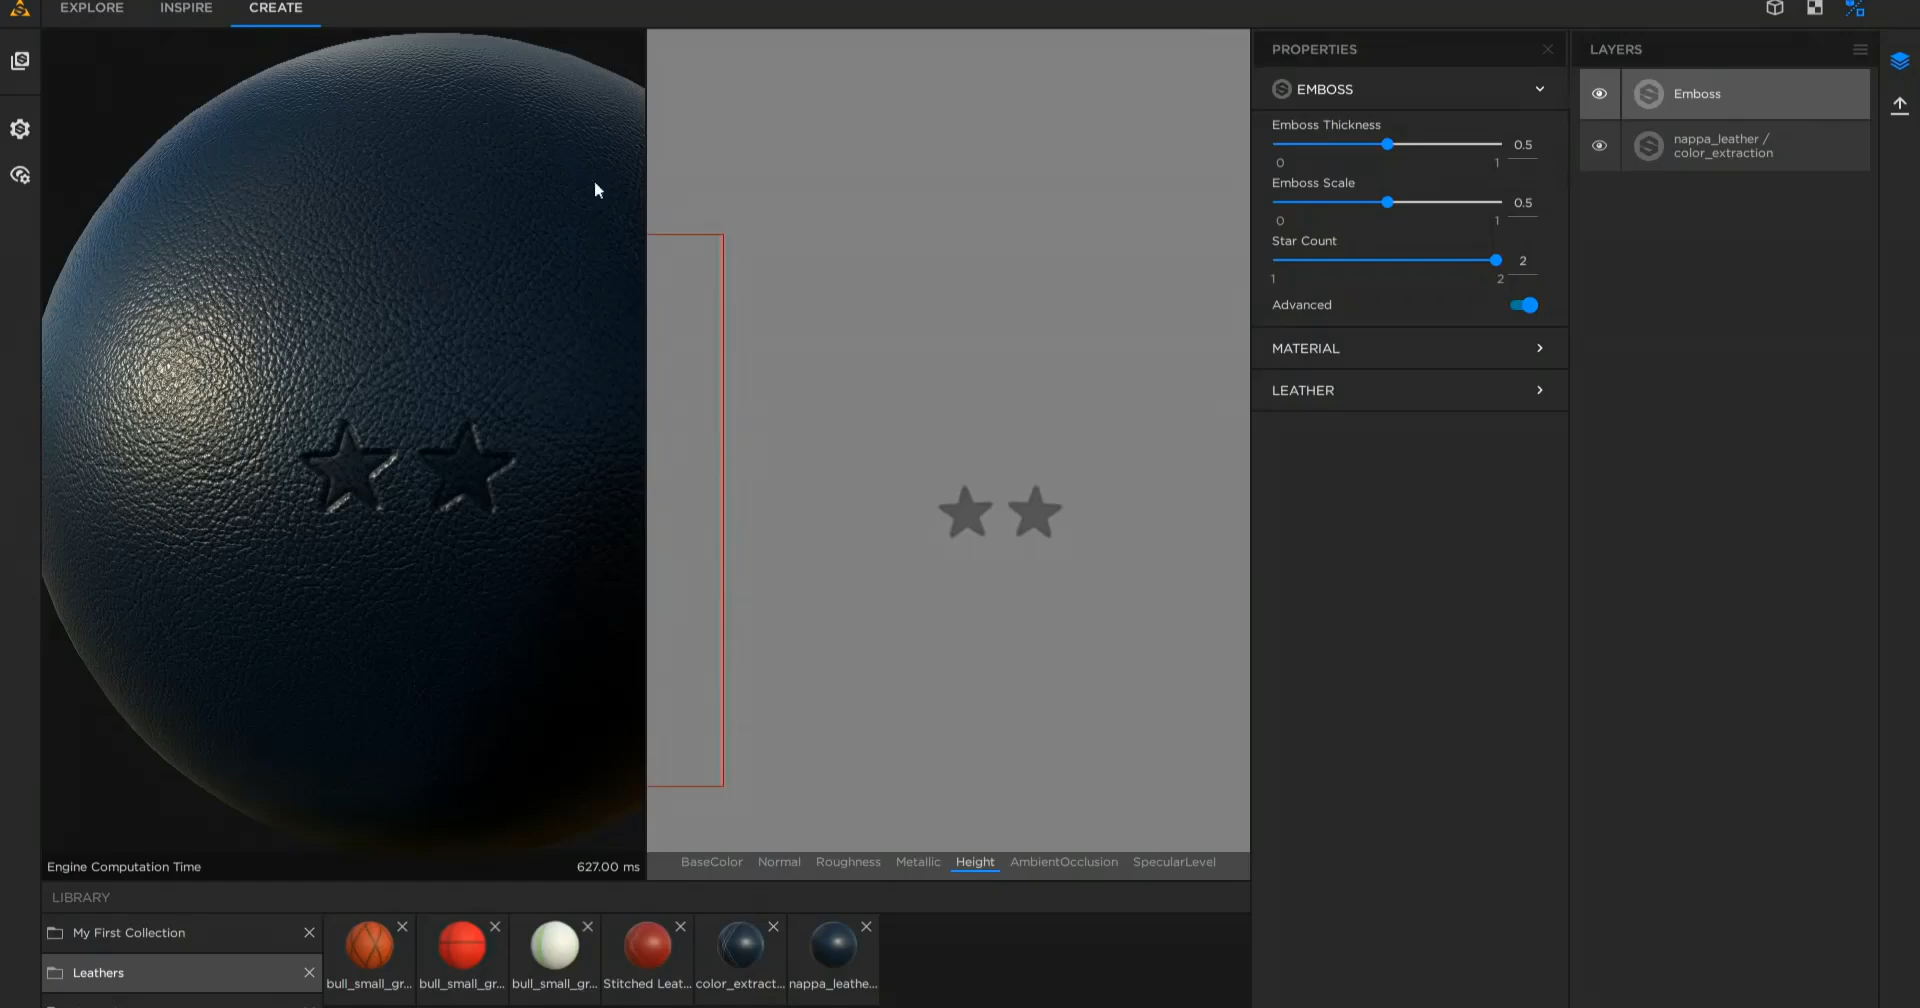 EXPLORE INSPIRE CREATE
PROPERTIES
LAYERS
EMBOSS
Emboss
Emboss Thickness
0.5
0 1
nappa_leather /
color_extraction
Emboss Scale
0.5
0 1
Star Count
2
1 2
Advanced
MATERIAL
LEATHER
Engine Computation Time 627.00 ms
BaseColor Normal Roughness Metallic Height AmbientOcclusion SpecularLevel
LIBRARY
My First Collection
Leathers
bull_small_gr... bull_small_gr... bull_small_gr... Stitched Leat... color_extract... nappa_leathe...